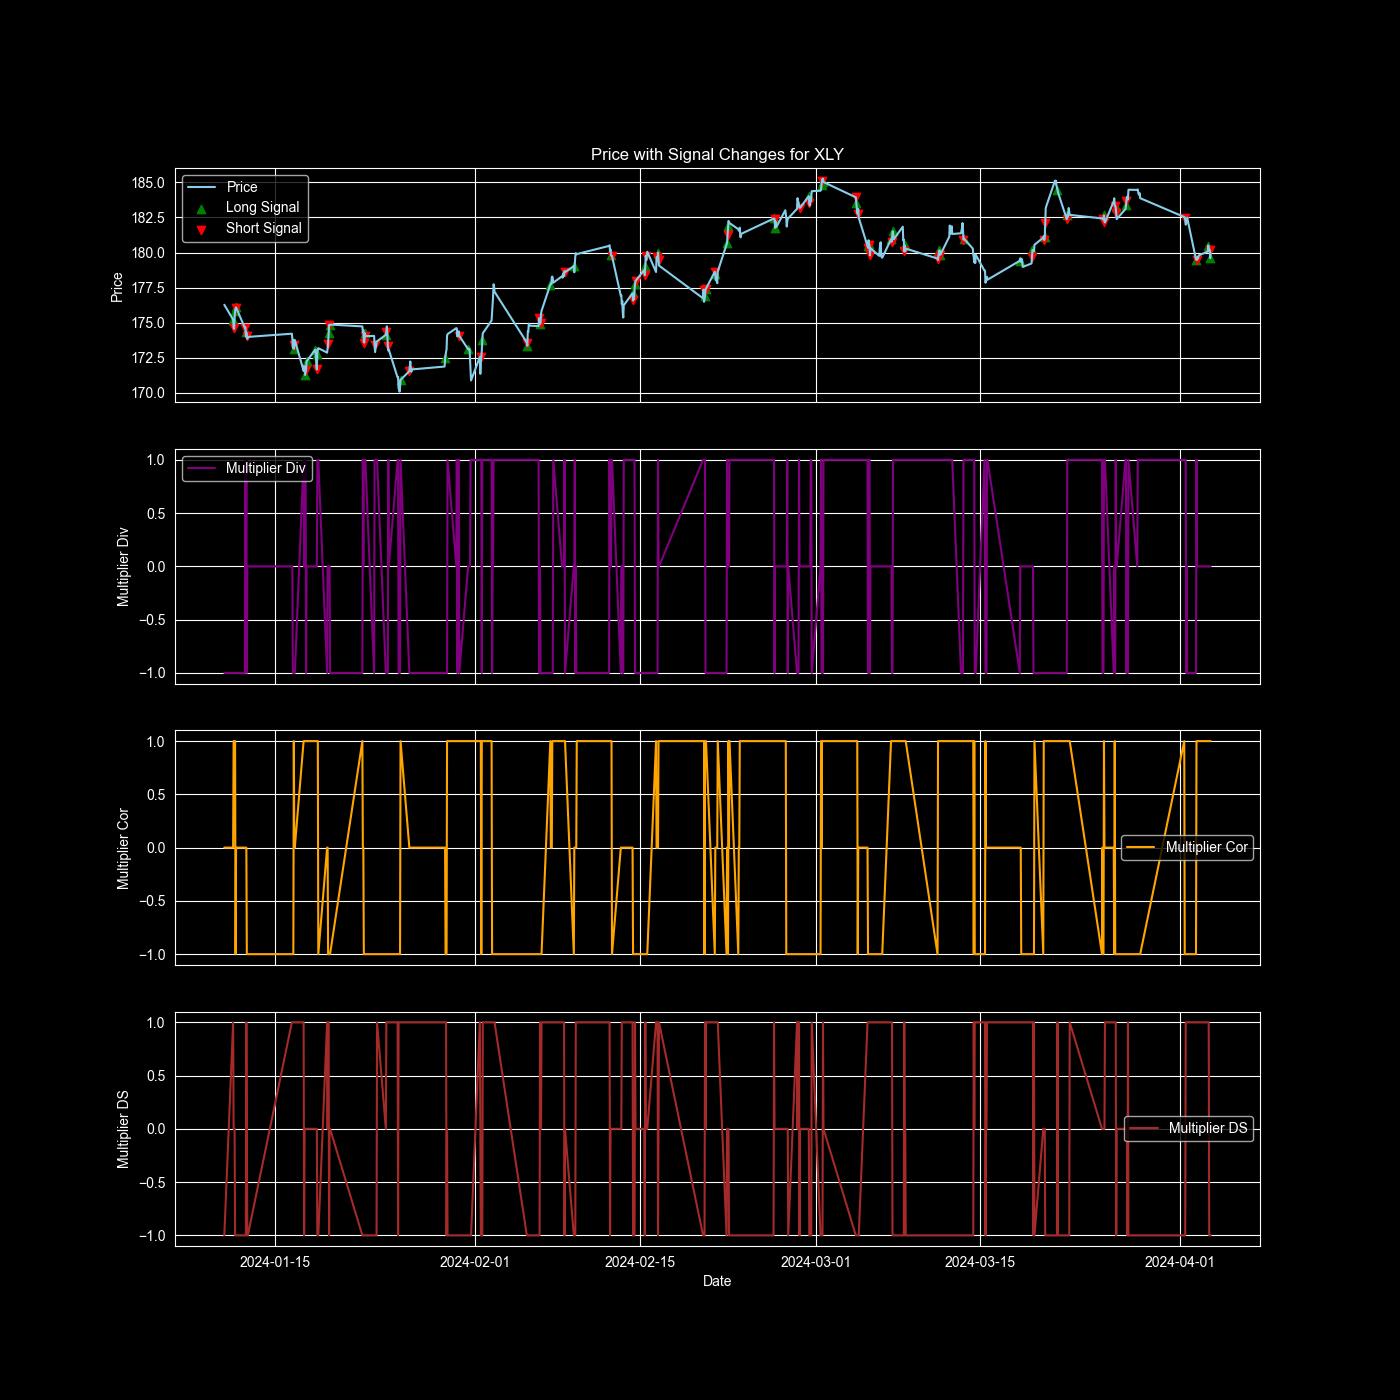 Price with Signal Changes for XLY
Price
Long Signal
Short Signal
185.0
182.5
180.0
177.5
175.0
172.5
170.0
Price
Multiplier Div
1.0
0.5
0.0
−0.5
−1.0
Multiplier Div
1.0
0.5
0.0
−0.5
−1.0
Multiplier Cor
Multiplier Cor
1.0
0.5
0.0
−0.5
−1.0
Multiplier DS
Multiplier DS
2024-01-15 2024-02-01 2024-02-15 2024-03-01 2024-03-15 2024-04-01
Date